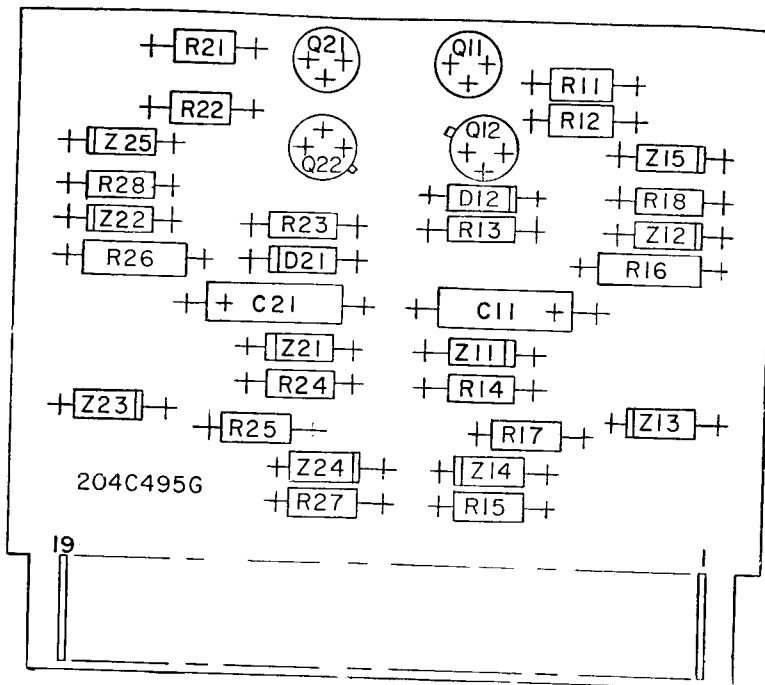 R21
Q21
Q11
R11
R22
R12
Z25
Q22
Q12
Z15
R28
D12
R18
Z22
R23
R13
Z12
R26
D21
R16
+ C21
C11 +
Z21
Z11
R24
R14
Z23
R25
R17
Z13
Z24
Z14
204C495G
R27
R15
19
1